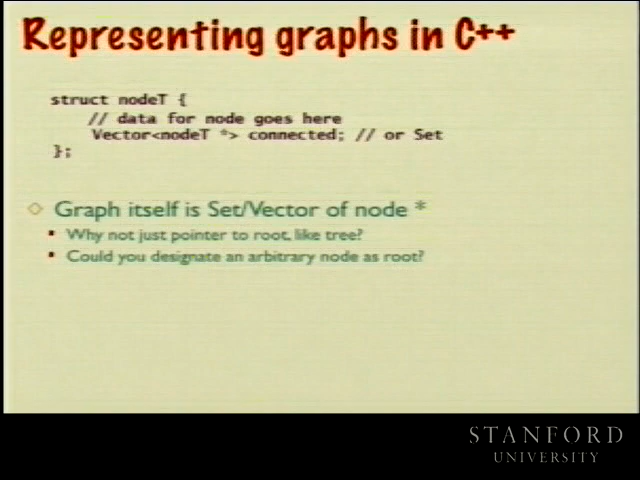 Representing graphs in C++
struct nodeT {
// data for node goes here
Vector<nodeT *> connected; // or Set
};
Graph itself is Set/Vector of node *
Why not just pointer to root, like tree?
Could you designate an arbitrary node as root?
STANFORD
UNIVERSITY